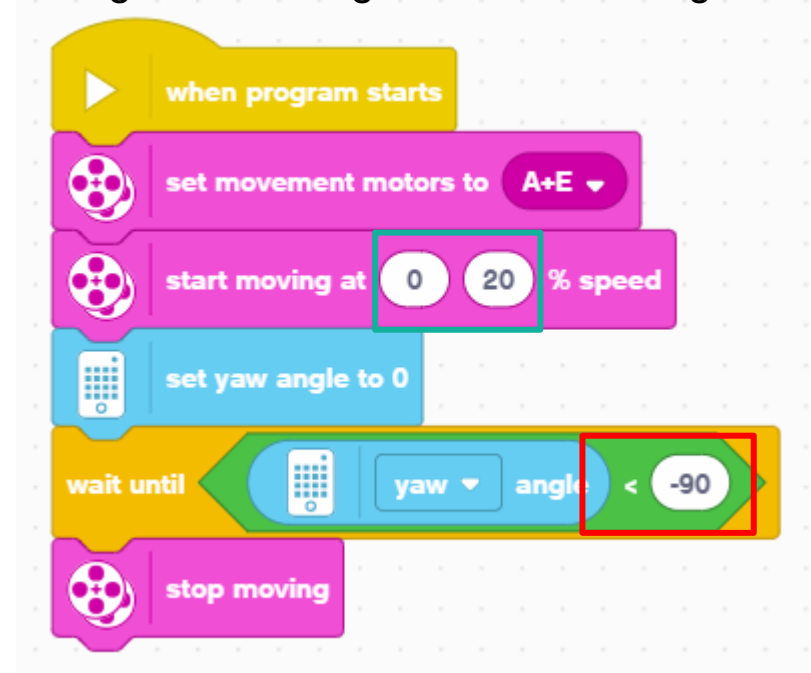 when program starts
set movement motors to A+E
start moving at 0 20 % speed
set yaw angle to 0
wait until yaw angle < -90
stop moving